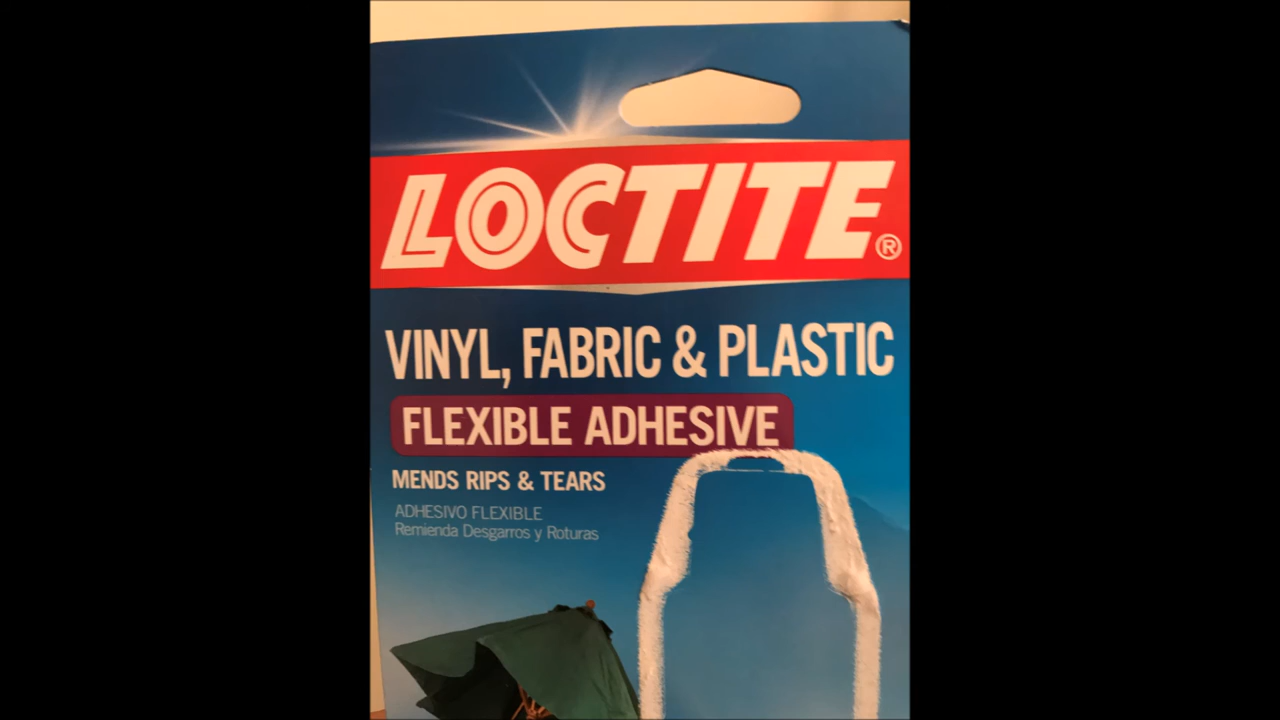 LOCTITE®
VINYL, FABRIC & PLASTIC
FLEXIBLE ADHESIVE
MENDS RIPS & TEARS
ADHESIVO FLEXIBLE
Remienda Desgarros y Roturas